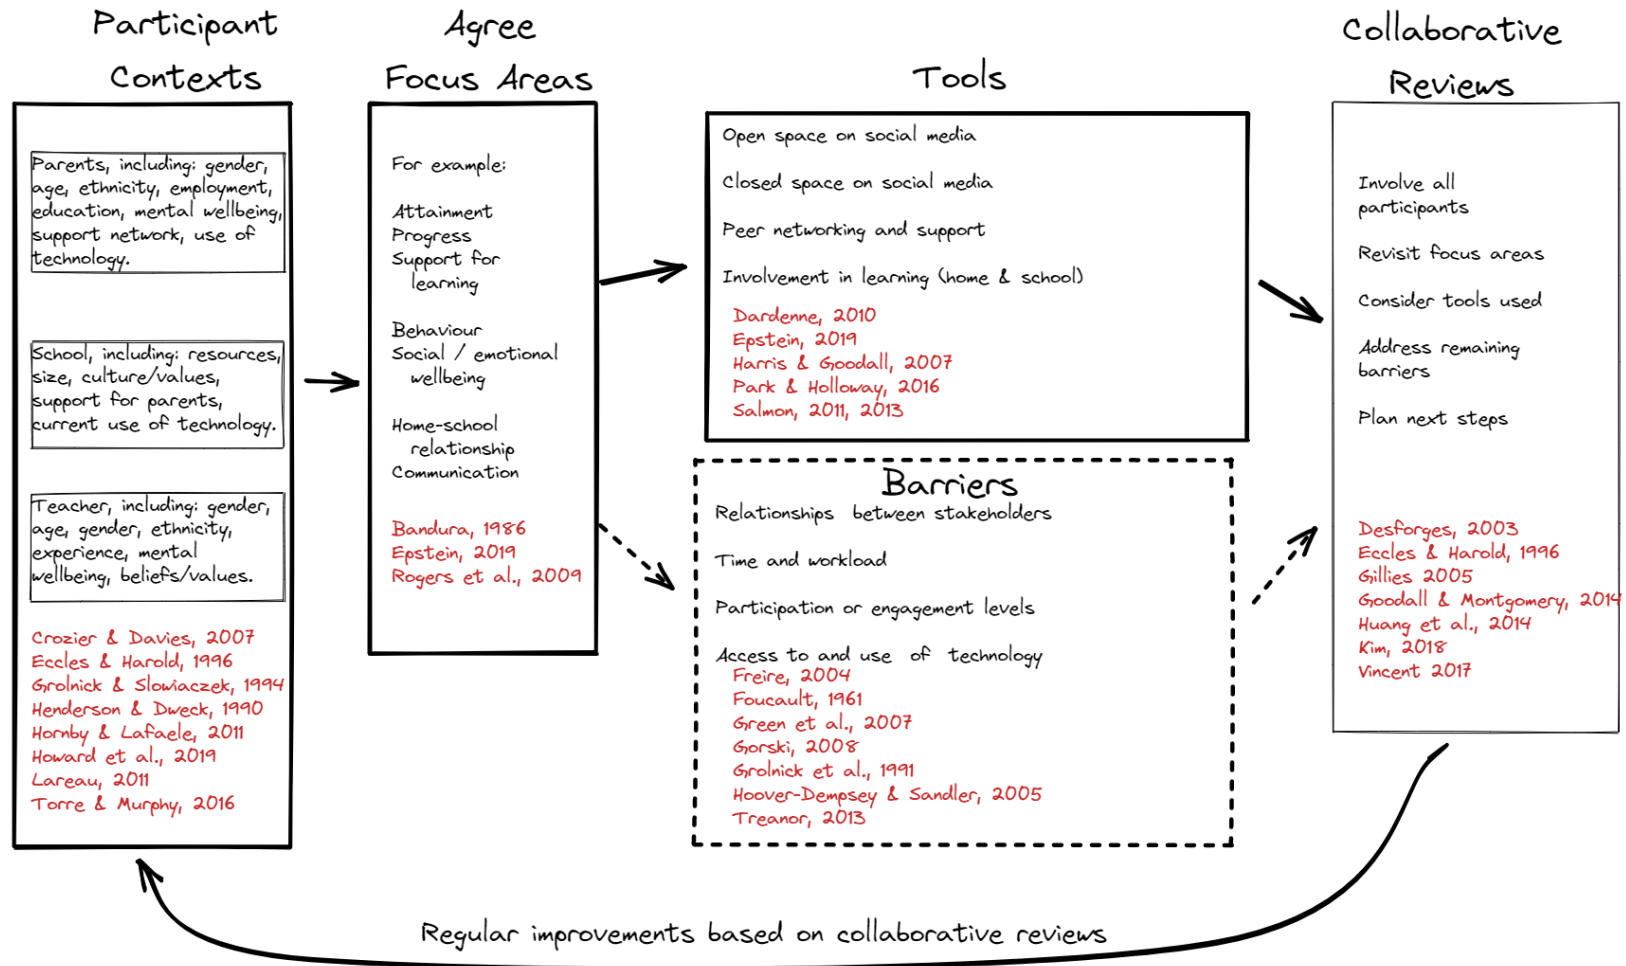 Participant
Contexts
Parents, including: gender,
age, ethnicity, employment,
education, mental wellbeing,
support network, use of
technology.
School, including: resources,
size, culture/values,
support for parents,
current use of technology.
Teacher, including: gender,
age, gender, ethnicity,
experience, mental
wellbeing, beliefs/values.
Crozier & Davies, 2007
Eccles & Harold, 1996
Grolnick & Slowiaczek, 1994
Henderson & Dweck, 1990
Hornby & Lafaele, 2011
Howard et al., 2019
Lareau, 2011
Torre & Murphy, 2016
Agree
Focus Areas
For example:
Attainment
Progress
Support for
learning
Behaviour
Social / emotional
wellbeing
Home-school
relationship
Communication
Bandura, 1986
Epstein, 2019
Rogers et al., 2009
Tools
Open space on social media
Closed space on social media
Peer networking and support
Involvement in learning (home & school)
Dardenne, 2010
Epstein, 2019
Harris & Goodall, 2007
Park & Holloway, 2016
Salmon, 2011, 2013
Barriers
Relationships between stakeholders
Time and workload
Participation or engagement levels
Access to and use of technology
Freire, 2004
Foucault, 1961
Green et al., 2007
Gorski, 2008
Grolnick et al., 1991
Hoover-Dempsey & Sandler, 2005
Treanor, 2013
Collaborative
Reviews
Involve all
participants
Revisit focus areas
Consider tools used
Address remaining
barriers
Plan next steps
Desforges, 2003
Eccles & Harold, 1996
Gillies 2005
Goodall & Montgomery, 2014
Huang et al., 2014
Kim, 2018
Vincent 2017
Regular improvements based on collaborative reviews